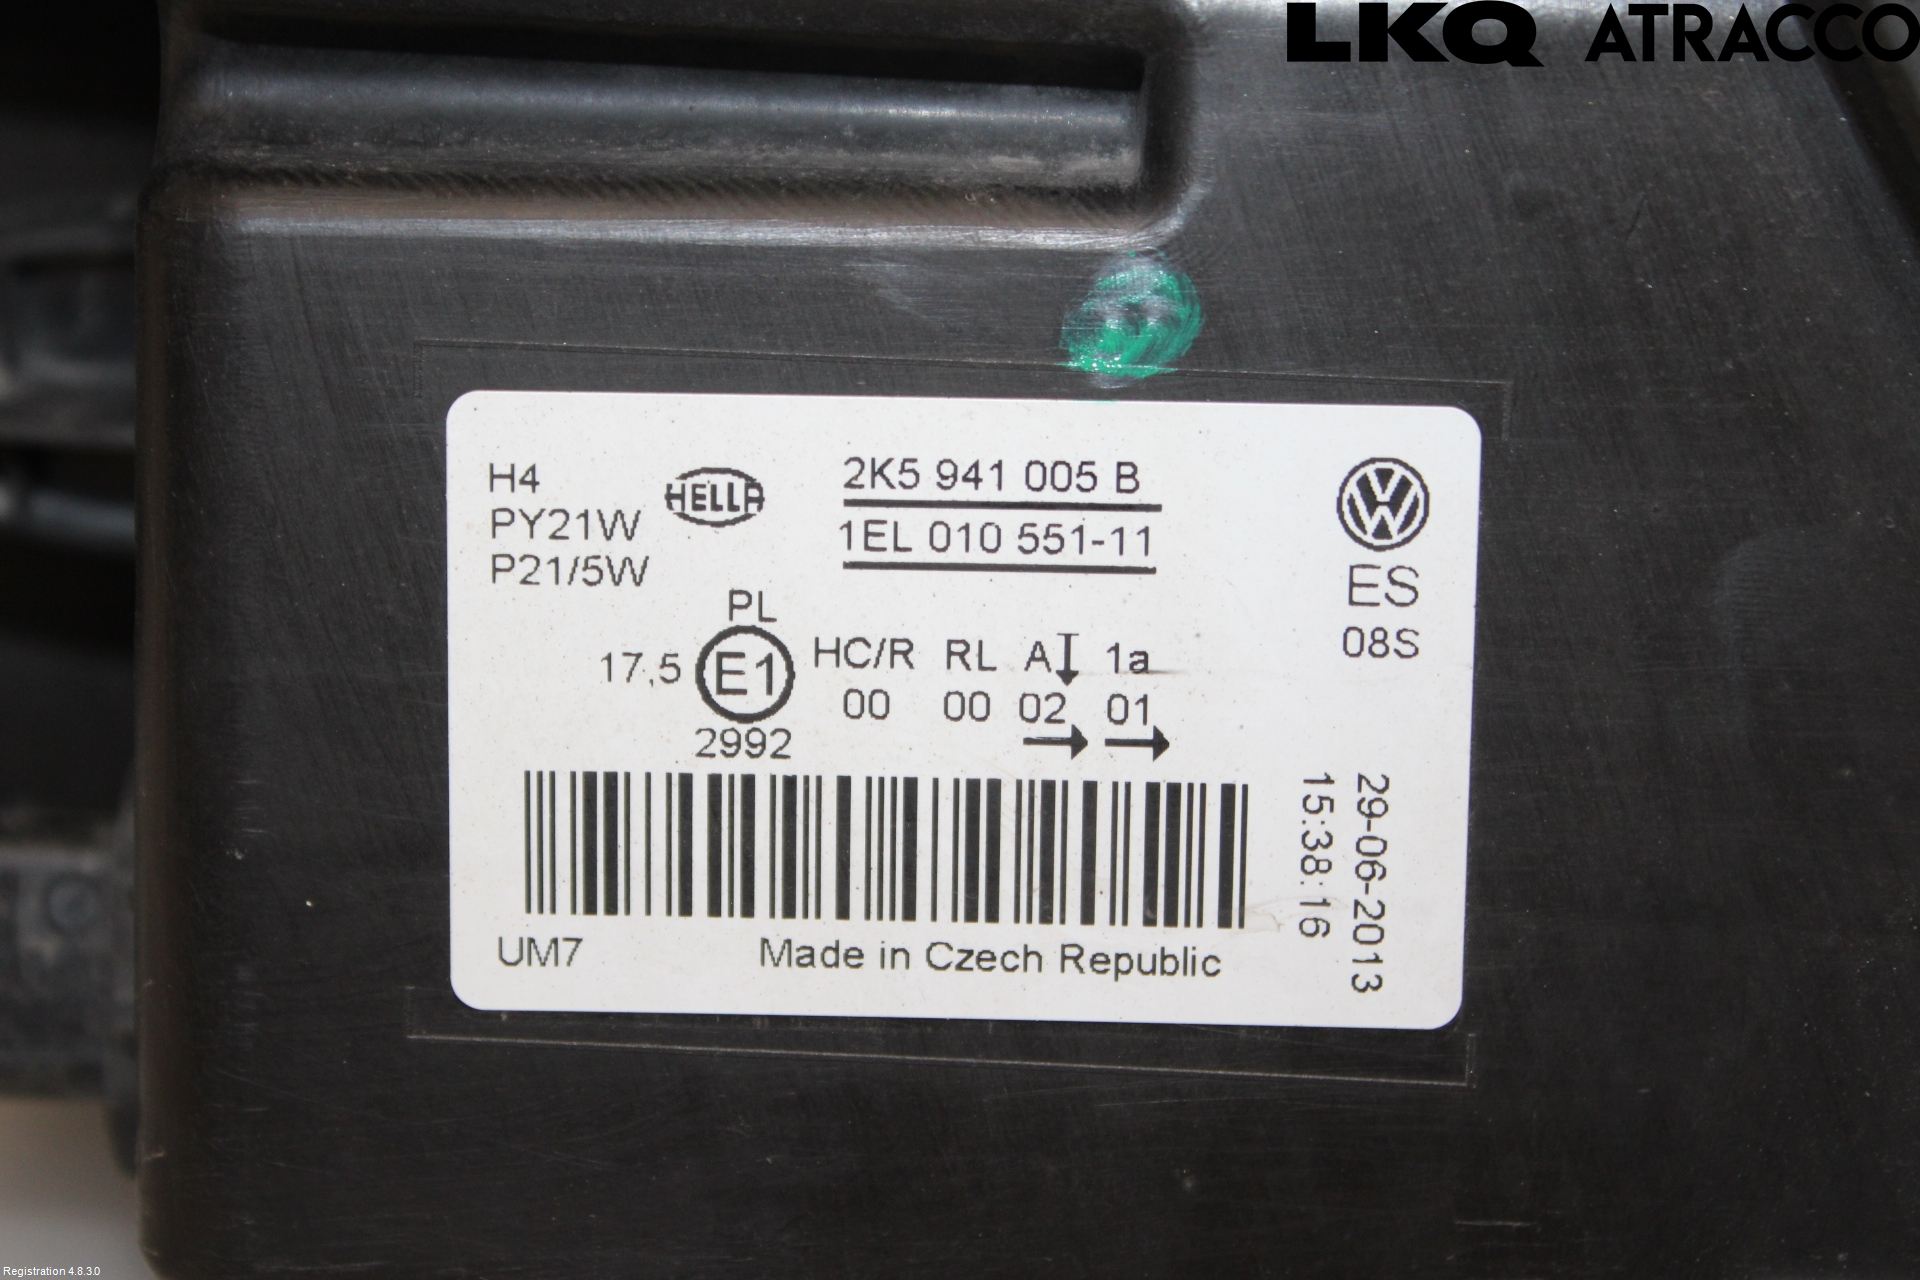 LKQ ATRACCO
H4
PY21W
P21/5W
HELLA
2K5 941 005 B
1EL 010 551-11
ES
08S
PL
17,5 E1 HC/R RL A 1a
00 00 02 01
2992
29-06-2013
15:38:16
UM7 Made in Czech Republic
Registration 4.8.3.0